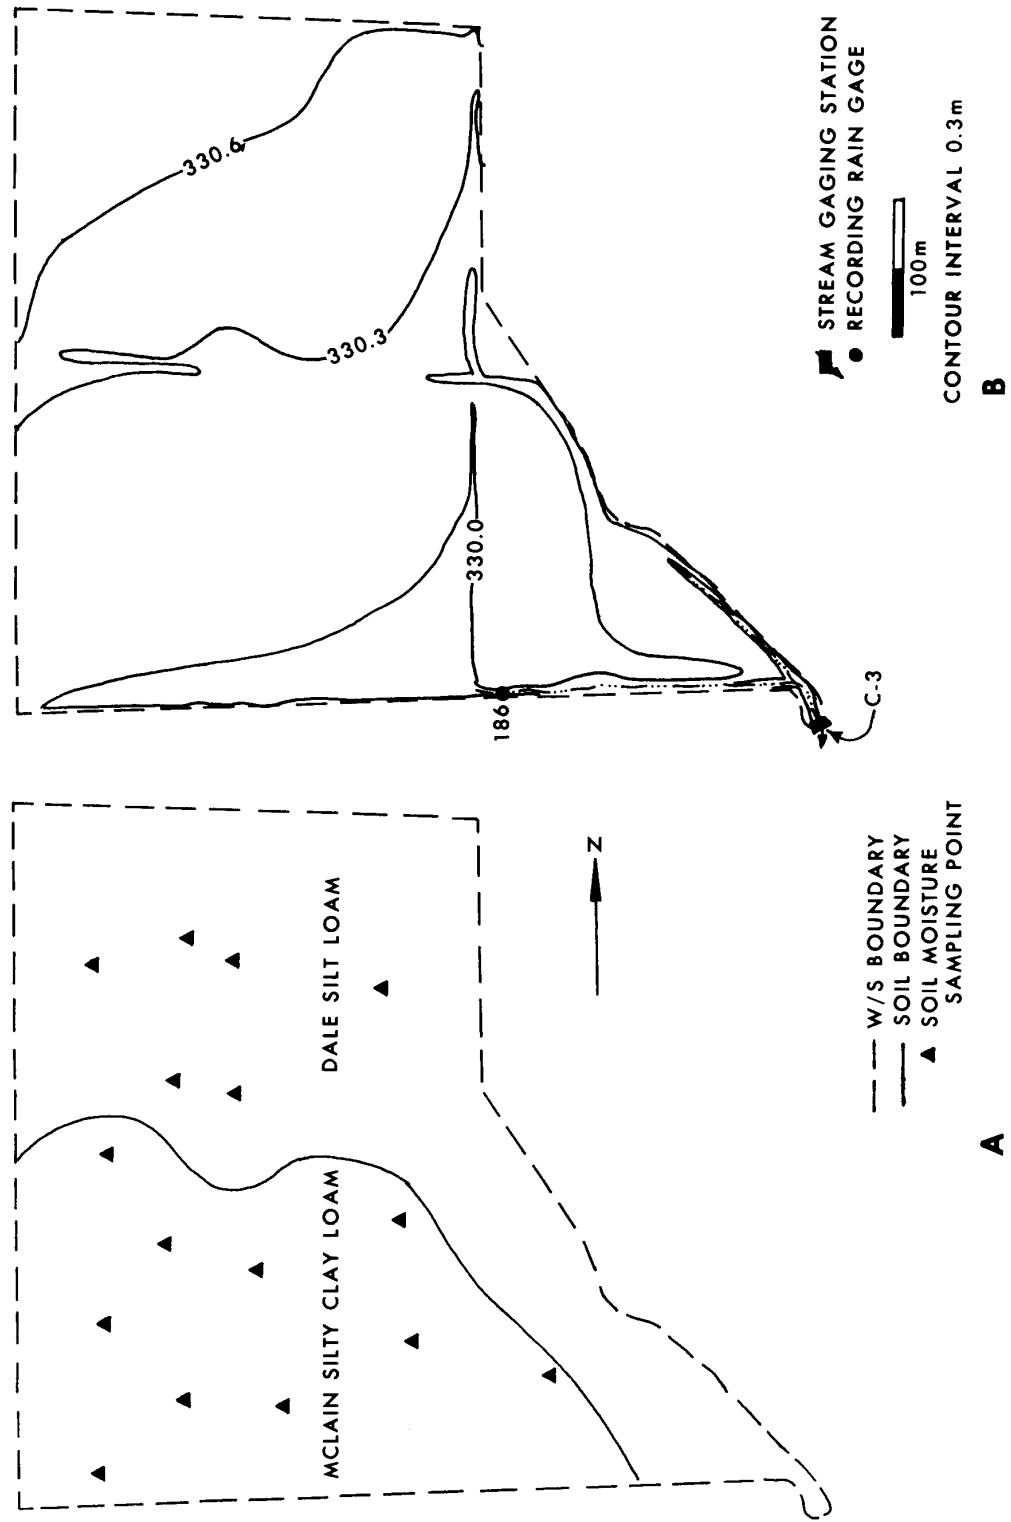 DALE SILT LOAM
MCLAIN SILTY CLAY LOAM
N
W/S BOUNDARY
SOIL BOUNDARY
SOIL MOISTURE
SAMPLING POINT
A
330.6
330.3
330.0
186
C-3
STREAM GAGING STATION
RECORDING RAIN GAGE
100m
CONTOUR INTERVAL 0.3m
B